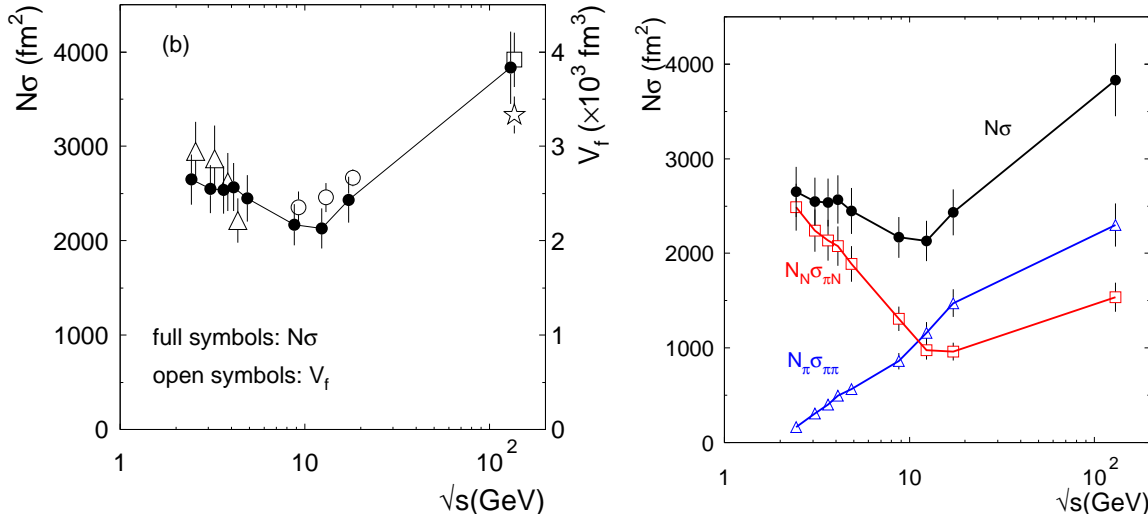 (b)
Nσ (fm²)
4000
3000
2000
1000
0
1
10
10²
√s(GeV)
4
3
2
1
0
V_f (×10³ fm³)
full symbols: Nσ
open symbols: V_f
Nσ (fm²)
4000
3000
2000
1000
0
1
10
10²
√s(GeV)
Nσ
N_Nσ_πN
N_πσ_ππ